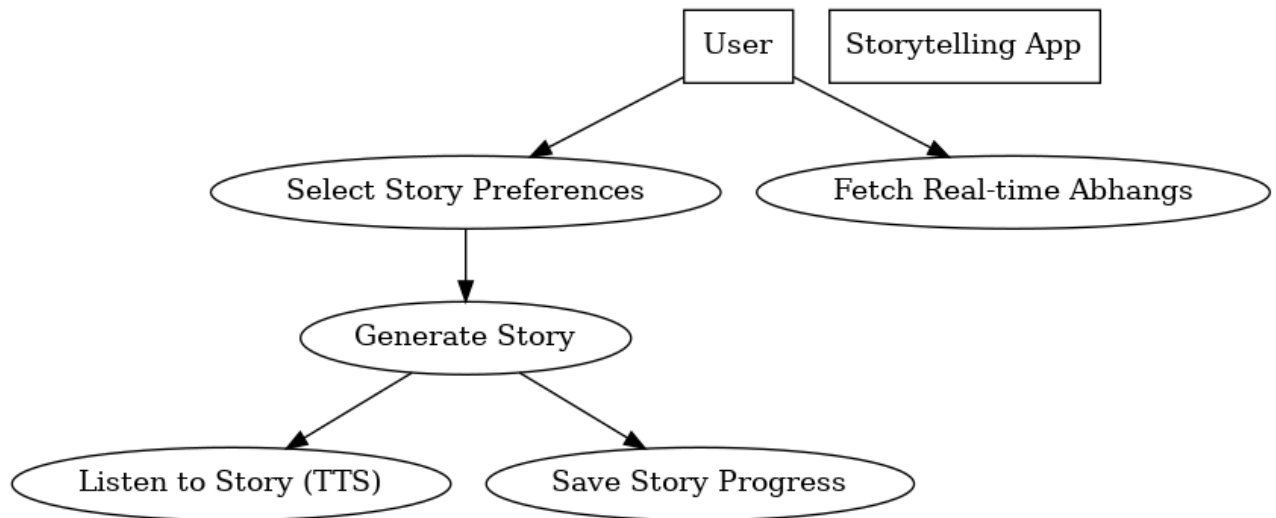 User
Storytelling App
Select Story Preferences
Fetch Real-time Abhangs
Generate Story
Listen to Story (TTS)
Save Story Progress